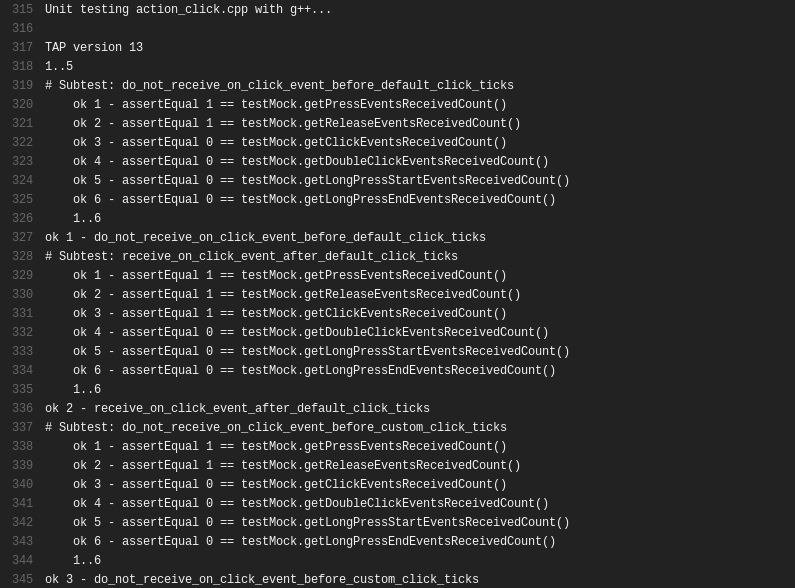 315 Unit testing action_click.cpp with g++...
316
317 TAP version 13
318 1..5
319 # Subtest: do_not_receive_on_click_event_before_default_click_ticks
320     ok 1 - assertEqual 1 == testMock.getPressEventsReceivedCount()
321     ok 2 - assertEqual 1 == testMock.getReleaseEventsReceivedCount()
322     ok 3 - assertEqual 0 == testMock.getClickEventsReceivedCount()
323     ok 4 - assertEqual 0 == testMock.getDoubleClickEventsReceivedCount()
324     ok 5 - assertEqual 0 == testMock.getLongPressStartEventsReceivedCount()
325     ok 6 - assertEqual 0 == testMock.getLongPressEndEventsReceivedCount()
326     1..6
327 ok 1 - do_not_receive_on_click_event_before_default_click_ticks
328 # Subtest: receive_on_click_event_after_default_click_ticks
329     ok 1 - assertEqual 1 == testMock.getPressEventsReceivedCount()
330     ok 2 - assertEqual 1 == testMock.getReleaseEventsReceivedCount()
331     ok 3 - assertEqual 1 == testMock.getClickEventsReceivedCount()
332     ok 4 - assertEqual 0 == testMock.getDoubleClickEventsReceivedCount()
333     ok 5 - assertEqual 0 == testMock.getLongPressStartEventsReceivedCount()
334     ok 6 - assertEqual 0 == testMock.getLongPressEndEventsReceivedCount()
335     1..6
336 ok 2 - receive_on_click_event_after_default_click_ticks
337 # Subtest: do_not_receive_on_click_event_before_custom_click_ticks
338     ok 1 - assertEqual 1 == testMock.getPressEventsReceivedCount()
339     ok 2 - assertEqual 1 == testMock.getReleaseEventsReceivedCount()
340     ok 3 - assertEqual 0 == testMock.getClickEventsReceivedCount()
341     ok 4 - assertEqual 0 == testMock.getDoubleClickEventsReceivedCount()
342     ok 5 - assertEqual 0 == testMock.getLongPressStartEventsReceivedCount()
343     ok 6 - assertEqual 0 == testMock.getLongPressEndEventsReceivedCount()
344     1..6
345 ok 3 - do_not_receive_on_click_event_before_custom_click_ticks